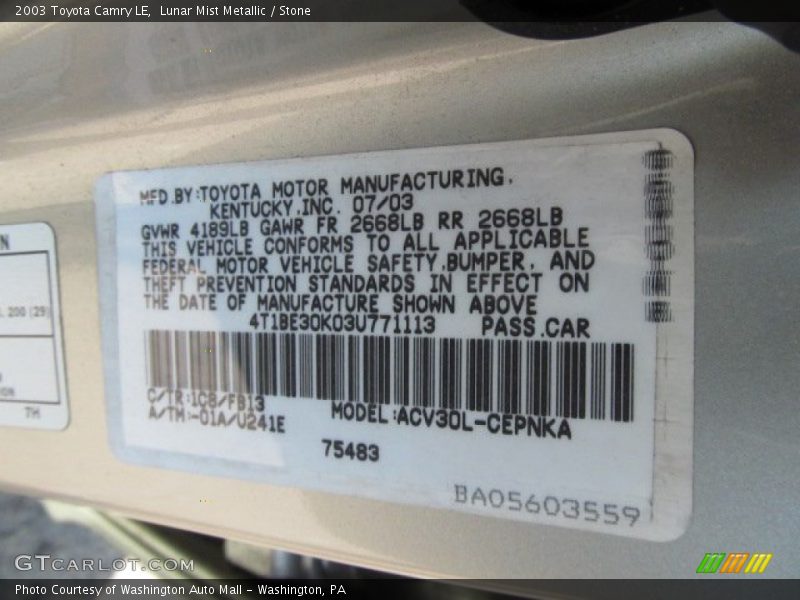 2003 Toyota Camry LE,  Lunar Mist Metallic / Stone
MFD.BY:TOYOTA MOTOR MANUFACTURING,
KENTUCKY,INC. 07/03
GVWR 4189LB GAWR FR 2668LB RR 2668LB
THIS VEHICLE CONFORMS TO ALL APPLICABLE
FEDERAL MOTOR VEHICLE SAFETY,BUMPER, AND
THEFT PREVENTION STANDARDS IN EFFECT ON
THE DATE OF MANUFACTURE SHOWN ABOVE
4T1BE30K03U771113 PASS.CAR
C/TR:1C8/FB13
A/TM:-01A/U241E
MODEL:ACV30L-CEPNKA
75483
BA05603559
200 (29)
TH
GTCARLOT.COM
Photo Courtesy of Washington Auto Mall - Washington, PA